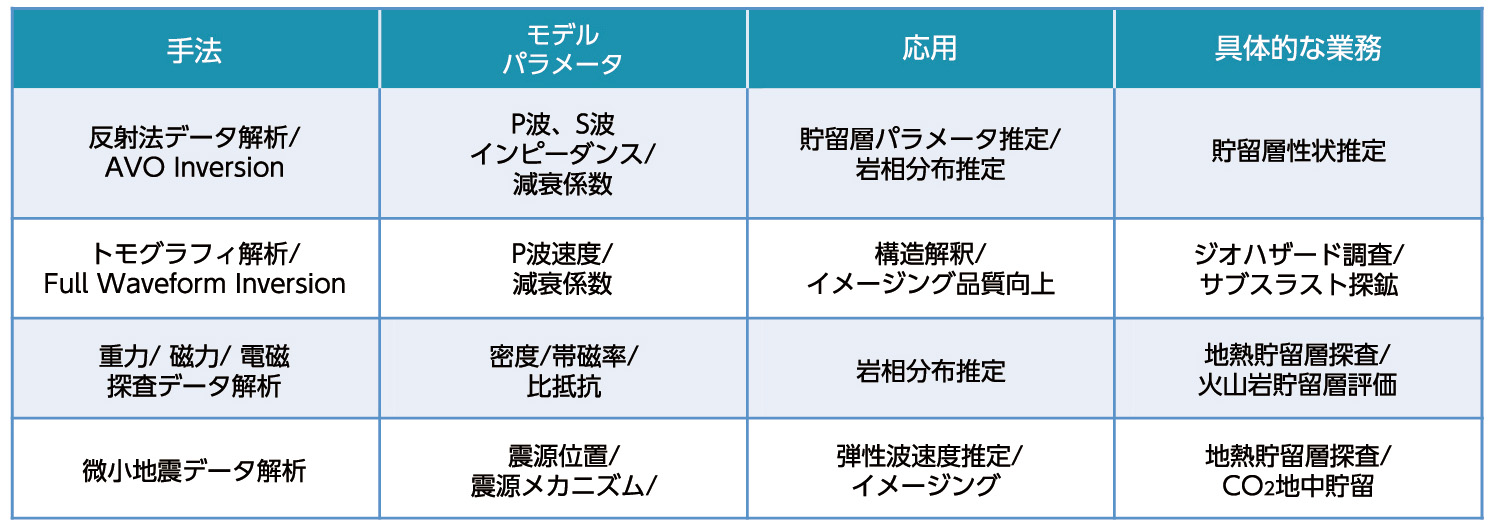 手法
モデル
パラメータ
応用
具体的な業務
反射法データ解析/
AVO Inversion
P波、S波
インピーダンス/
減衰係数
貯留層パラメータ推定/
岩相分布推定
貯留層性状推定
トモグラフィ解析/
Full Waveform Inversion
P波速度/
減衰係数
構造解釈/
イメージング品質向上
ジオハザード調査/
サブスラスト探鉱
重力/ 磁力/ 電磁
探査データ解析
密度/帯磁率/
比抵抗
岩相分布推定
地熱貯留層探査/
火山岩貯留層評価
微小地震データ解析
震源位置/
震源メカニズム/
弾性波速度推定/
イメージング
地熱貯留層探査/
CO2地中貯留